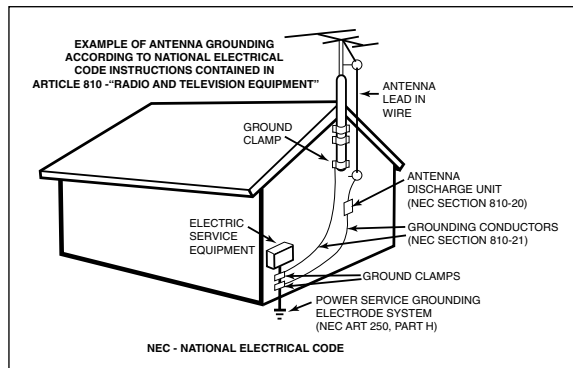 EXAMPLE OF ANTENNA GROUNDING
ACCORDING TO NATIONAL ELECTRICAL
CODE INSTRUCTIONS CONTAINED IN
ARTICLE 810 -“RADIO AND TELEVISION EQUIPMENT”
ANTENNA
LEAD IN
WIRE
GROUND
CLAMP
ANTENNA
DISCHARGE UNIT
(NEC SECTION 810-20)
ELECTRIC
SERVICE
EQUIPMENT
GROUNDING CONDUCTORS
(NEC SECTION 810-21)
GROUND CLAMPS
POWER SERVICE GROUNDING
ELECTRODE SYSTEM
(NEC ART 250, PART H)
NEC - NATIONAL ELECTRICAL CODE